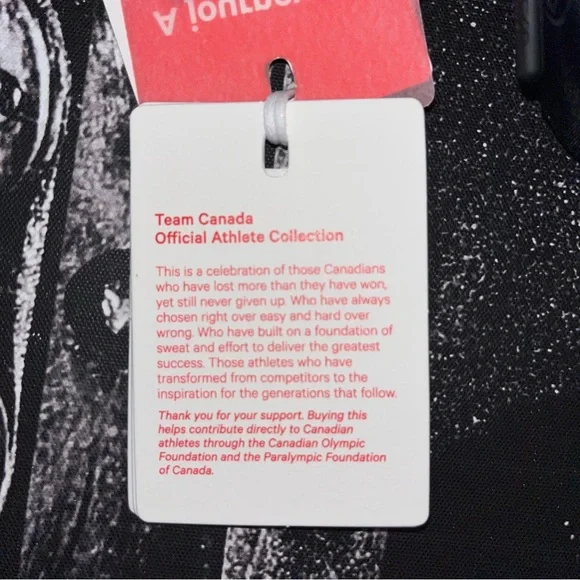 A jou
Team Canada
Official Athlete Collection
This is a celebration of those Canadians
who have lost more than they have won,
yet still never given up. Who have always
chosen right over easy and hard over
wrong. Who have built on a foundation of
sweat and effort to deliver the greatest
success. Those athletes who have
transformed from competitors to the
inspiration for the generations that follow.
Thank you for your support. Buying this
helps contribute directly to Canadian
athletes through the Canadian Olympic
Foundation and the Paralympic Foundation
of Canada.